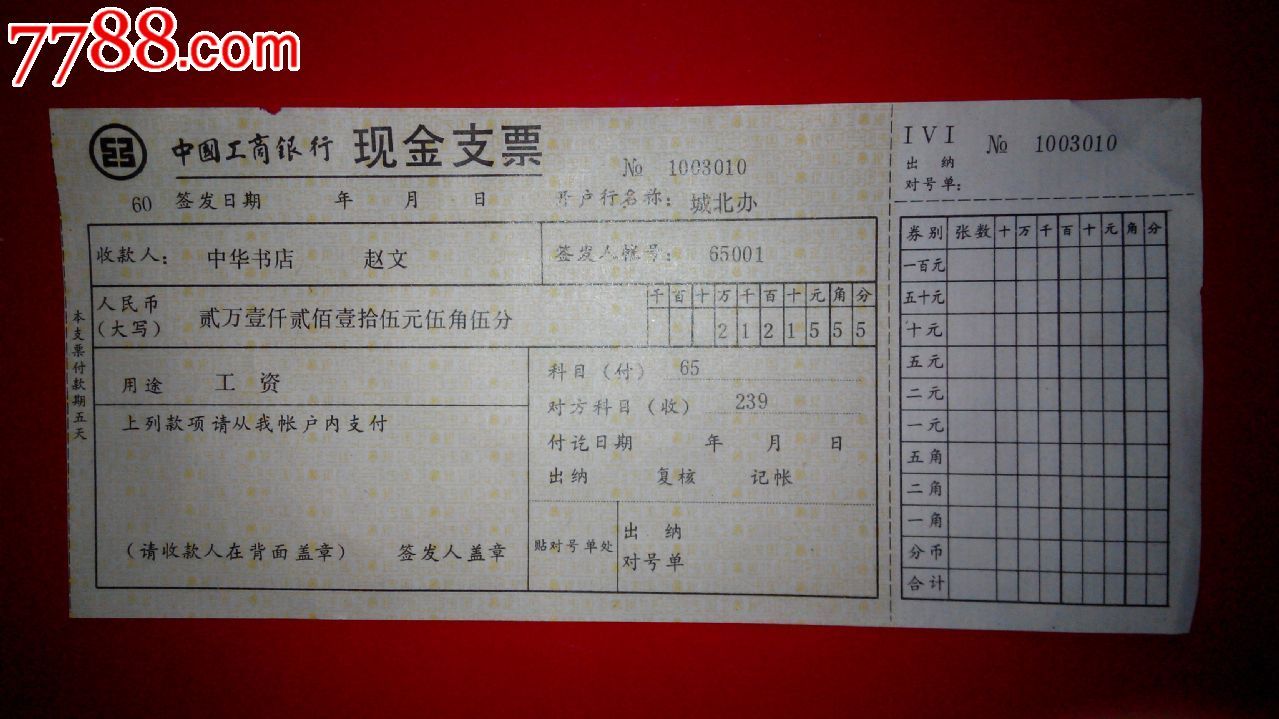 7788.com
中國工商銀行 现金支票
№ 1003010
60 签发日期 年 月 日 开户行名称：城北办
收款人： 中华书店 赵文 签发人帐号： 65001
人民币
(大写) 贰万壹仟贰佰壹拾伍元伍角伍分
千 百 十 万 千 百 十 元 角 分
2 1 2 1 5 5 5
用途 工 资
科目（付） 65
上列款项请从我帐户内支付
对方科目（收） 239
付讫日期 年 月 日
出纳 复核 记帐
(请收款人在背面盖章) 签发人盖章
贴对号单处
出 纳
对号单
本支票付款期五天
IVI № 1003010
出 纳
对号单：
券别 张数 十 万 千 百 十 元 角 分
一百元
五十元
十元
五元
二元
一元
五角
二角
一角
分币
合计